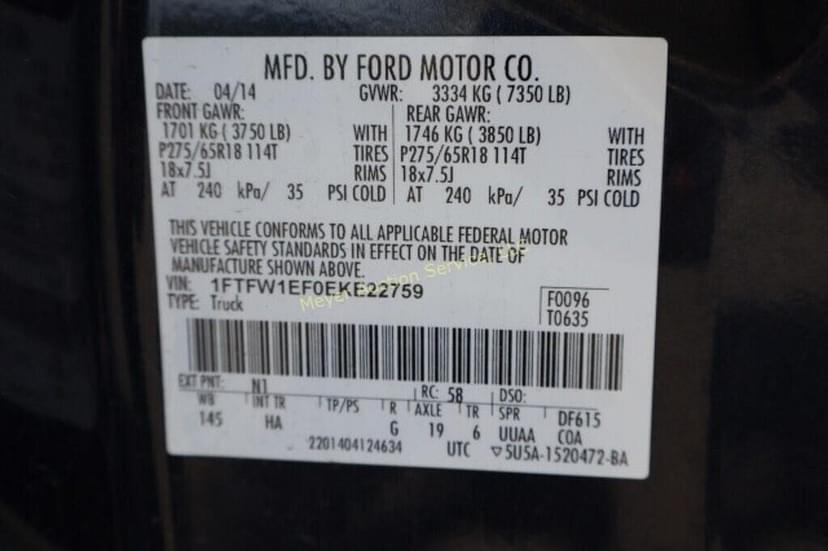 MFD. BY FORD MOTOR CO.
DATE: 04/14 GVWR: 3334 KG ( 7350 LB)
FRONT GAWR: REAR GAWR:
1701 KG ( 3750 LB) WITH 1746 KG ( 3850 LB) WITH
P275/65R18 114T TIRES P275/65R18 114T TIRES
18x7.5J RIMS 18x7.5J RIMS
AT 240 kPa/ 35 PSI COLD AT 240 kPa/ 35 PSI COLD
THIS VEHICLE CONFORMS TO ALL APPLICABLE FEDERAL MOTOR
VEHICLE SAFETY STANDARDS IN EFFECT ON THE DATE OF
MANUFACTURE SHOWN ABOVE.
Meyer Auction Service LLC
VIN: 1FTFW1EF0EKE22759 F0096
TYPE: Truck T0635
EXT PNT: N1 RC: 58 DSO:
WB INT TR TP/PS R AXLE TR SPR DF615
145 HA G 19 6 UUAA COA
2201404124634 UTC ▽5U5A-1520472-BA